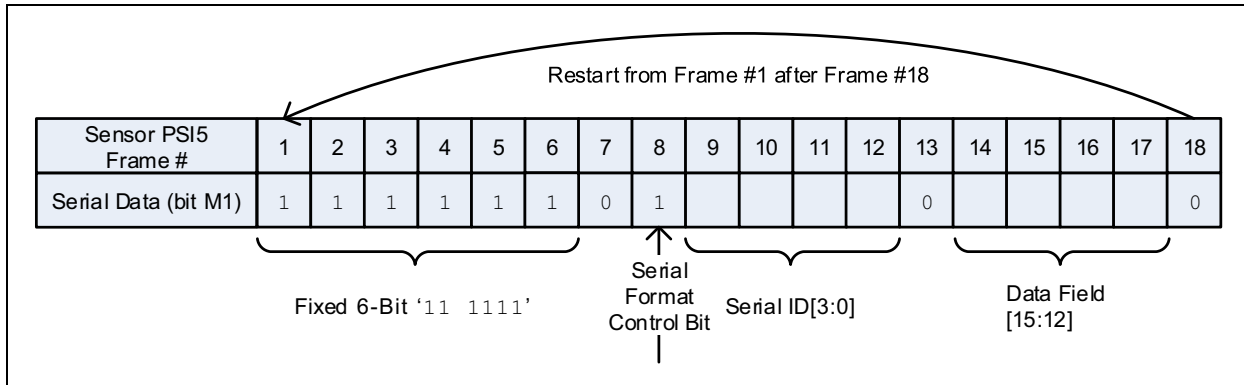 Restart from Frame #1 after Frame #18
Sensor PSI5
Frame #
1 2 3 4 5 6 7 8 9 10 11 12 13 14 15 16 17 18
Serial Data (bit M1)
1 1 1 1 1 1 0 1 0 0
Fixed 6-Bit ‘11 1111’
Serial
Format
Control Bit
Serial ID[3:0]
Data Field
[15:12]